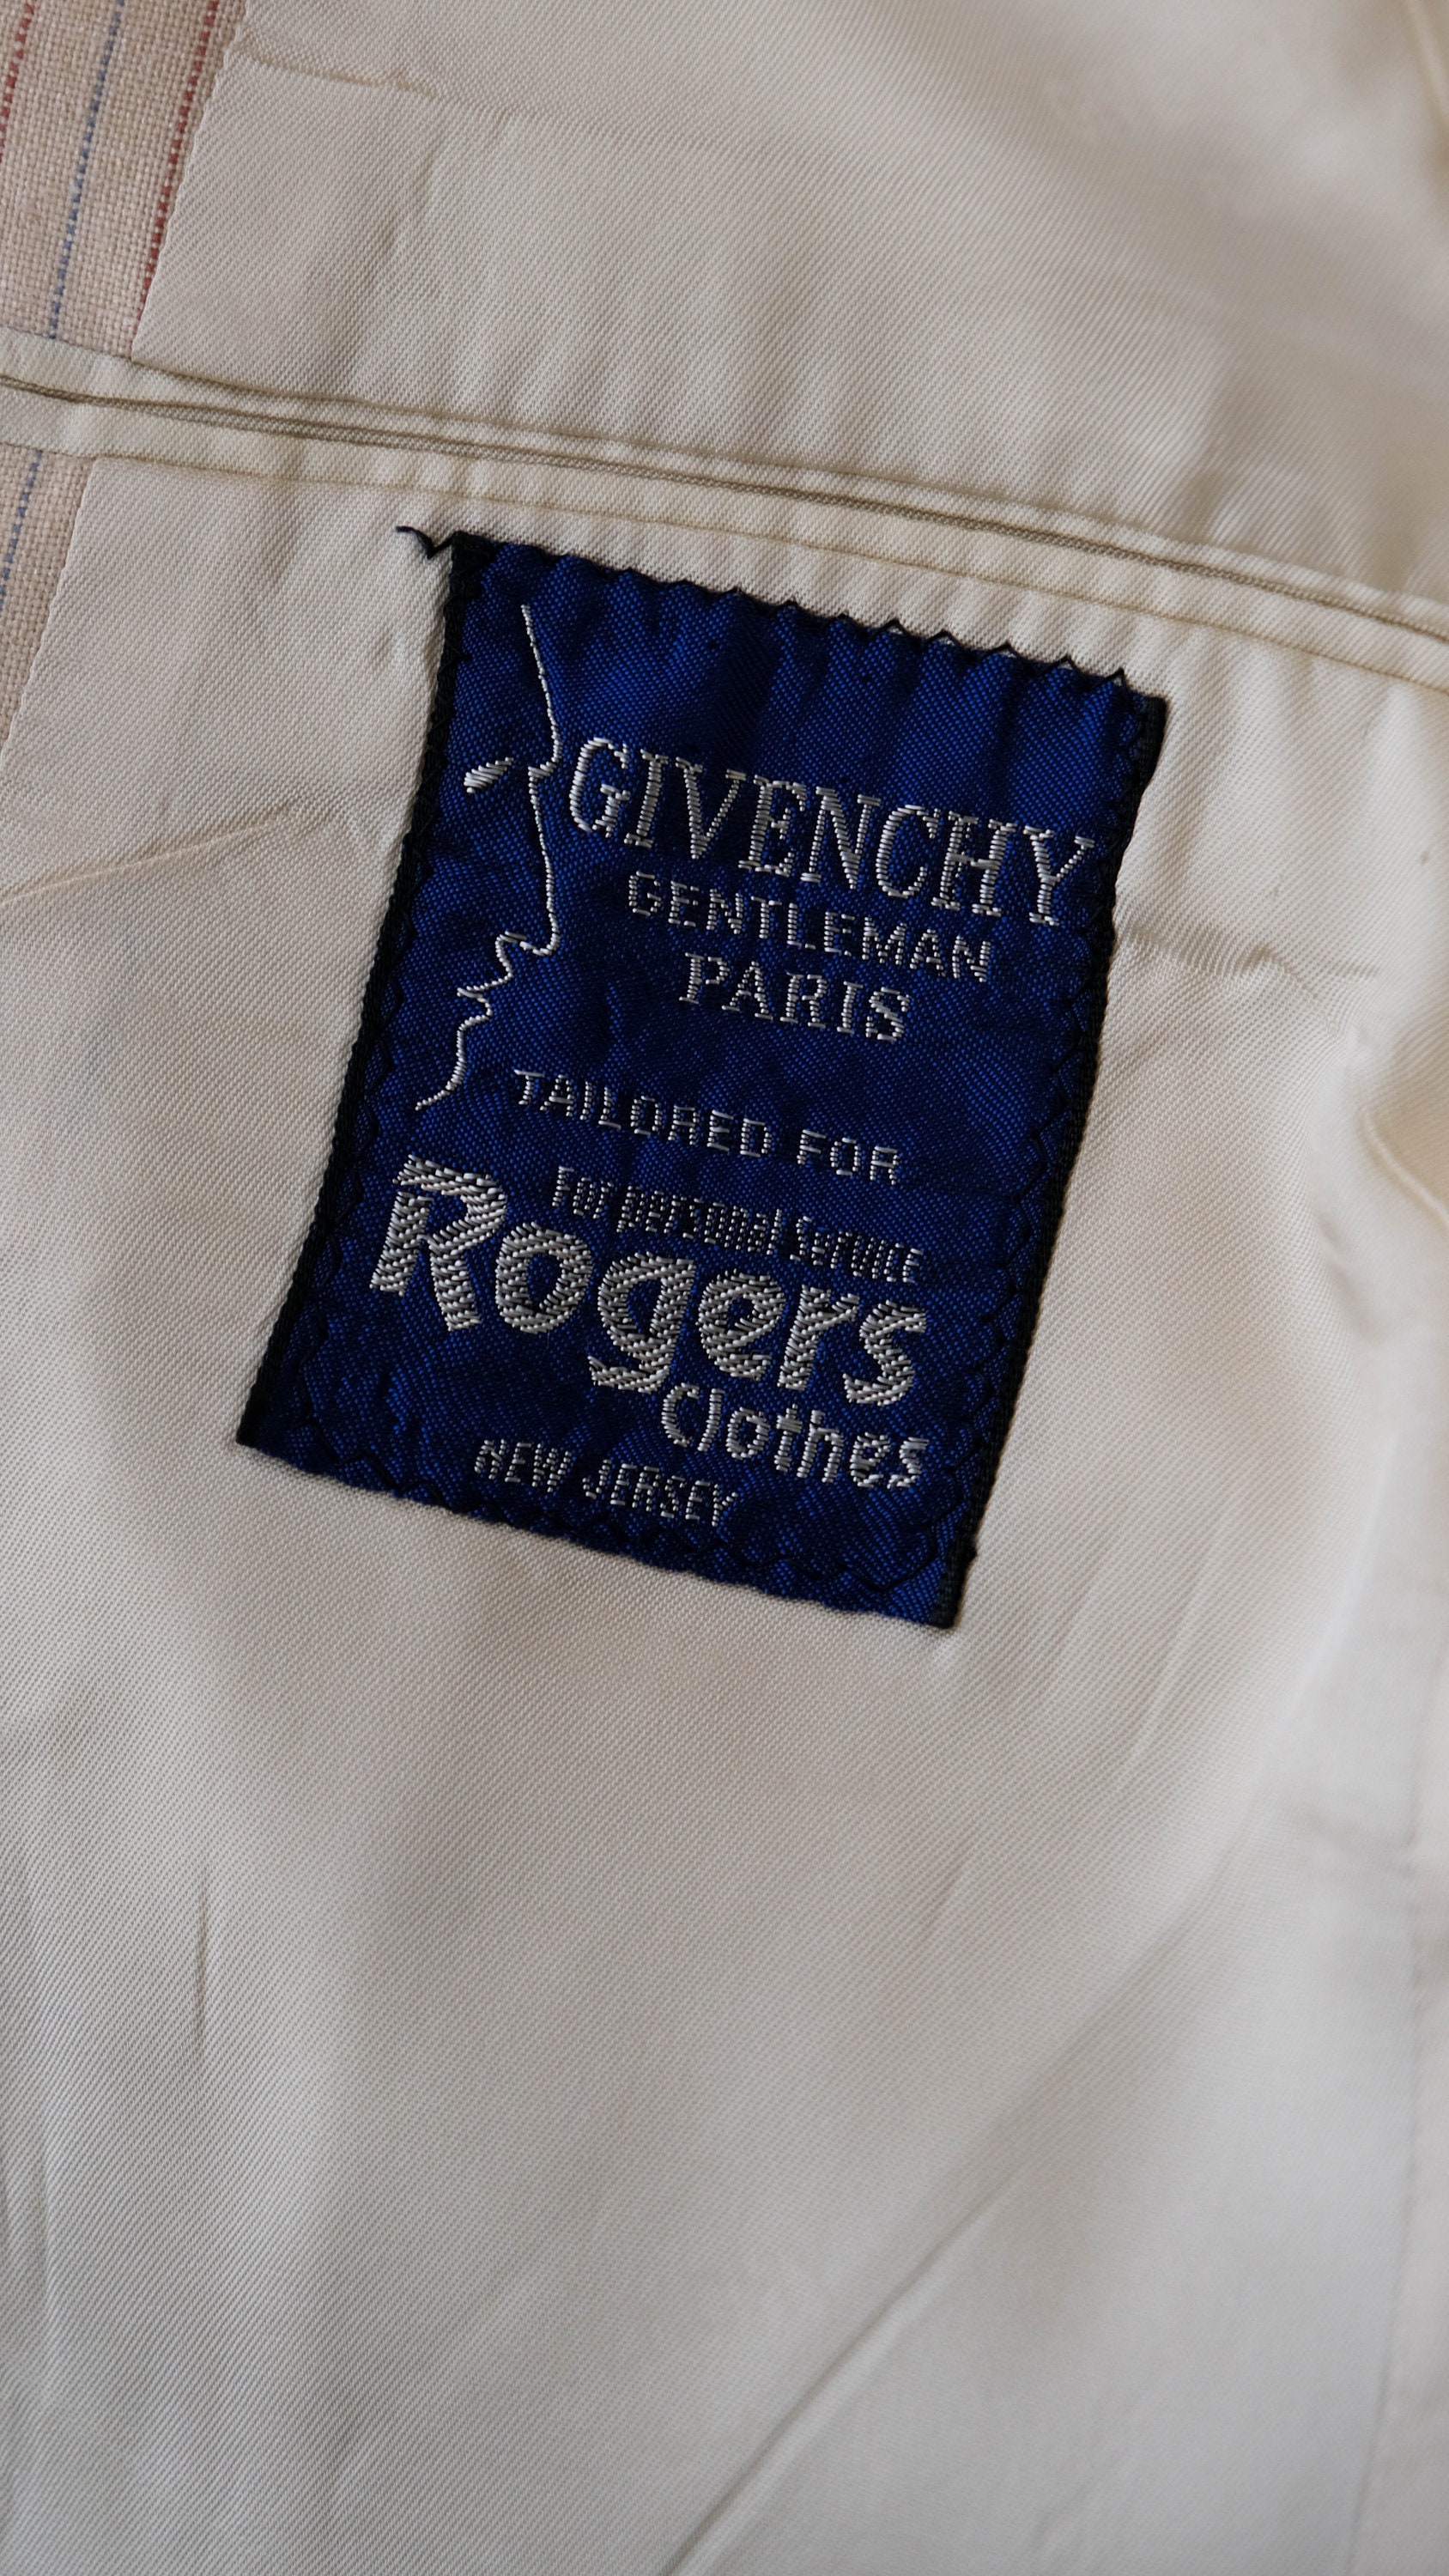 GIVENCHY
GENTLEMAN
PARIS
TAILORED FOR
For personal Service
Rogers
Clothes
NEW JERSEY